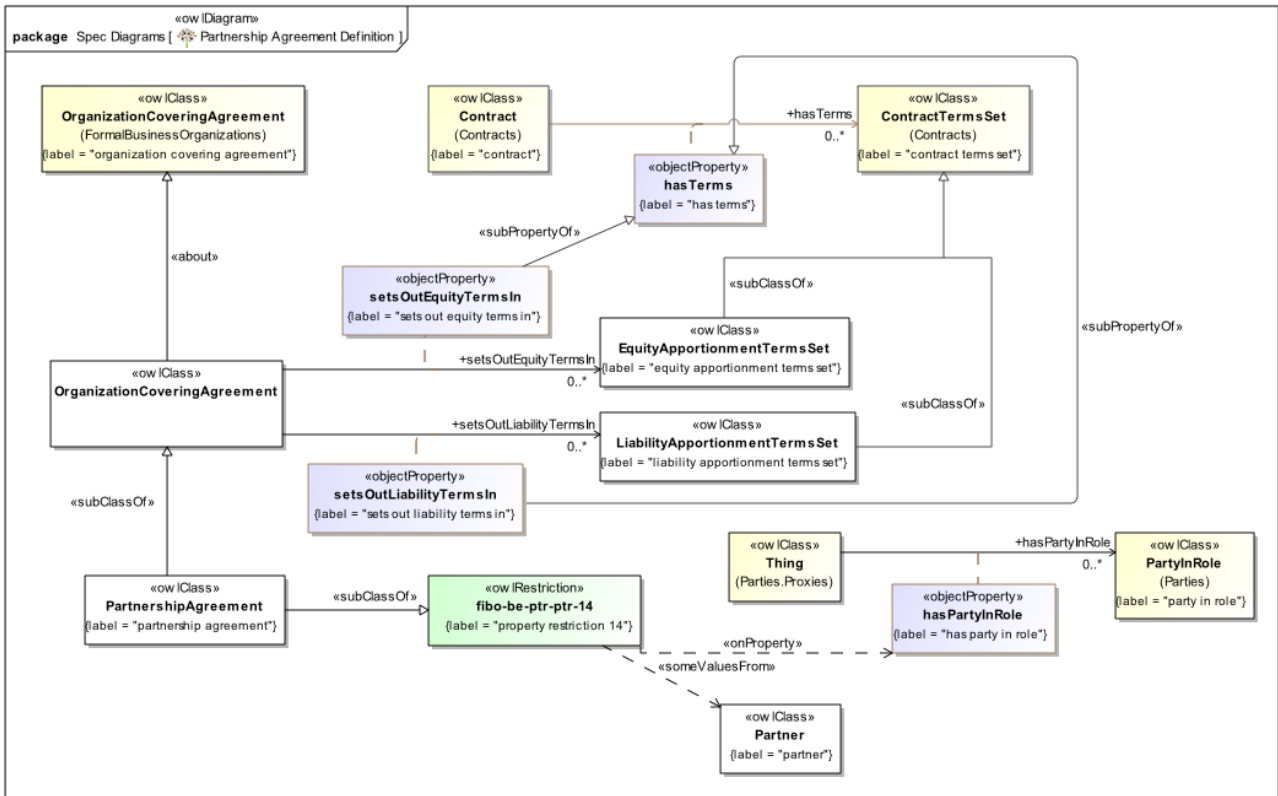 «owlDiagram»
package Spec Diagrams [ Partnership Agreement Definition ]
«owlClass»
OrganizationCoveringAgreement
(FormalBusinessOrganizations)
{label = "organization covering agreement"}
«owlClass»
Contract
(Contracts)
{label = "contract"}
+hasTerms
0..*
«owlClass»
ContractTermsSet
(Contracts)
{label = "contract terms set"}
«objectProperty»
hasTerms
{label = "has terms"}
«subPropertyOf»
«about»
«objectProperty»
setsOutEquityTermsIn
{label = "sets out equity terms in"}
«subClassOf»
«subPropertyOf»
«owlClass»
EquityApportionmentTermsSet
{label = "equity apportionment terms set"}
+setsOutEquityTermsIn
0..*
«owlClass»
OrganizationCoveringAgreement
«subClassOf»
+setsOutLiabilityTermsIn
0..*
«owlClass»
LiabilityApportionmentTermsSet
{label = "liability apportionment terms set"}
«objectProperty»
setsOutLiabilityTermsIn
{label = "sets out liability terms in"}
«subClassOf»
«owlClass»
Thing
(Parties.Proxies)
+hasPartyInRole
0..*
«owlClass»
PartyInRole
(Parties)
{label = "party in role"}
«owlClass»
PartnershipAgreement
{label = "partnership agreement"}
«subClassOf»
«owlRestriction»
fibo-be-ptr-ptr-14
{label = "property restriction 14"}
«objectProperty»
hasPartyInRole
{label = "has party in role"}
«onProperty»
«someValuesFrom»
«owlClass»
Partner
{label = "partner"}